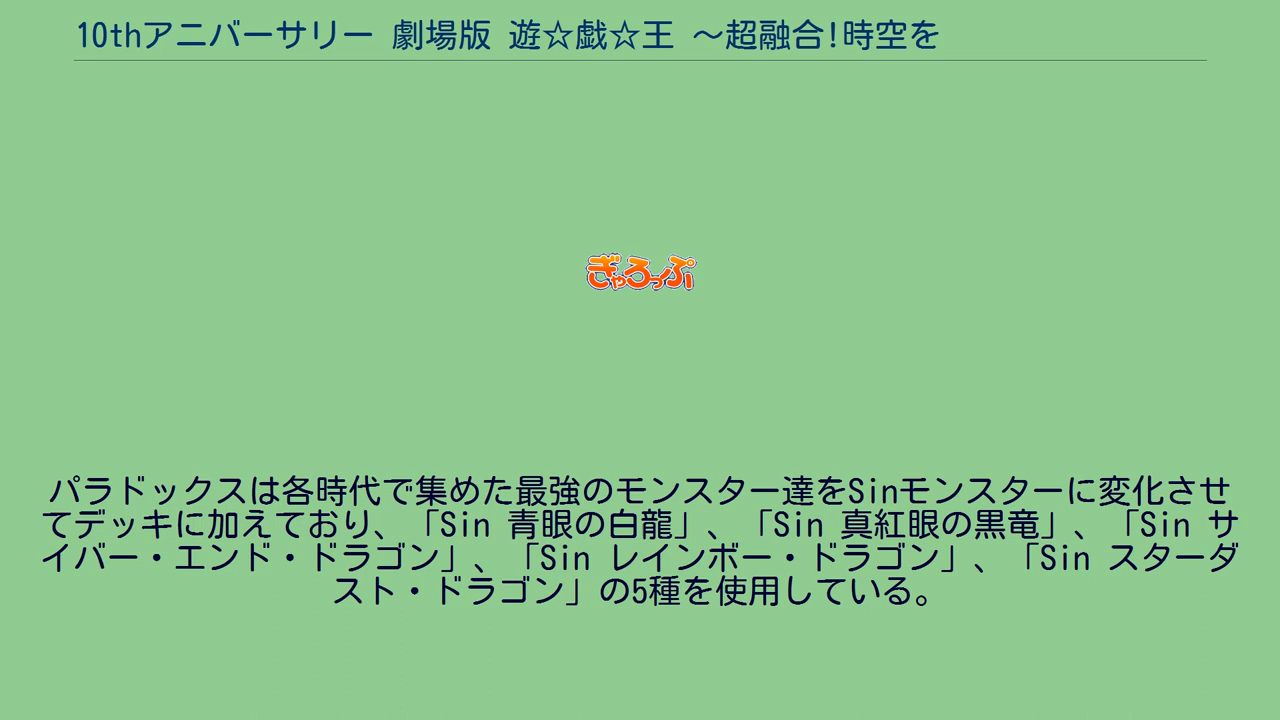 10thアニバーサリー 劇場版 遊☆戯☆王 ～超融合!時空を
ぎゃろっぷ
パラドックスは各時代で集めた最強のモンスター達をSinモンスターに変化させ
てデッキに加えており、「Sin 青眼の白龍」、「Sin 真紅眼の黒竜」、「Sin サ
イバー・エンド・ドラゴン」、「Sin レインボー・ドラゴン」、「Sin スターダ
スト・ドラゴン」の5種を使用している。